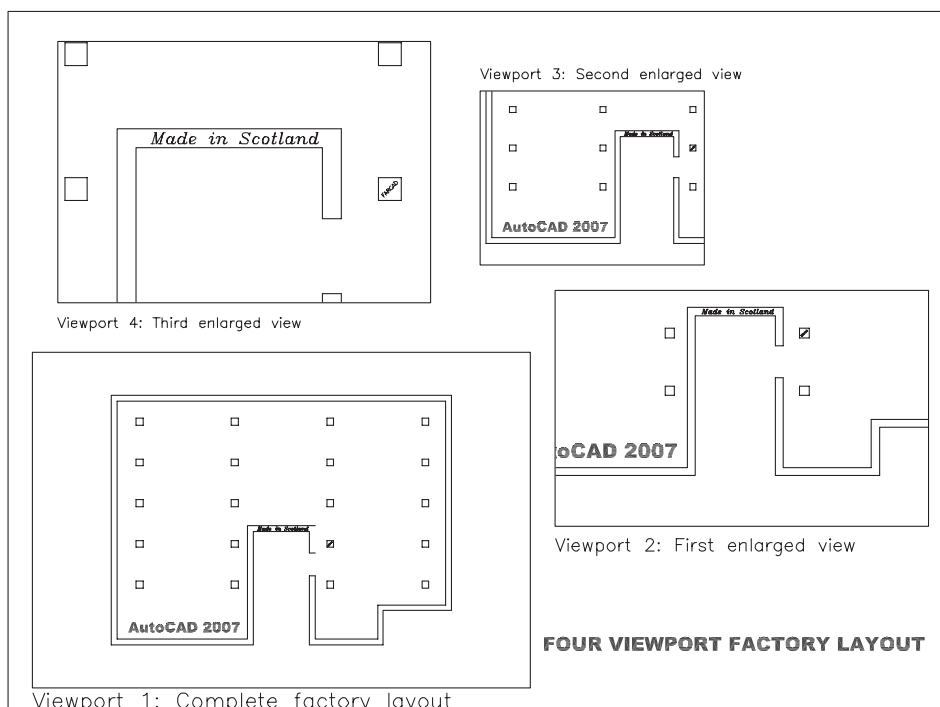 Made in Scotland
FARCAD
Viewport 4: Third enlarged view
Viewport 3: Second enlarged view
Made in Scotland
AutoCAD 2007
Made in Scotland
toCAD 2007
Viewport 2: First enlarged view
Made in Scotland
AutoCAD 2007
Viewport 1: Complete factory layout
FOUR VIEWPORT FACTORY LAYOUT